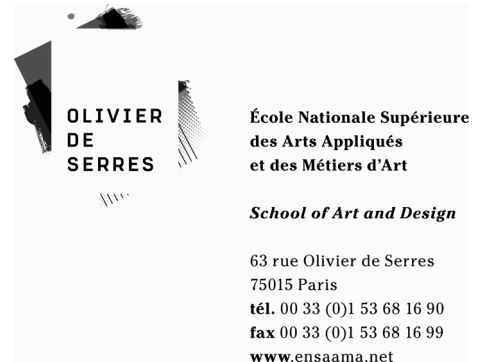 OLIVIER
DE
SERRES
École Nationale Supérieure
des Arts Appliqués
et des Métiers d'Art
School of Art and Design
63 rue Olivier de Serres
75015 Paris
tél. 00 33 (0)1 53 68 16 90
fax 00 33 (0)1 53 68 16 99
www.ensaama.net